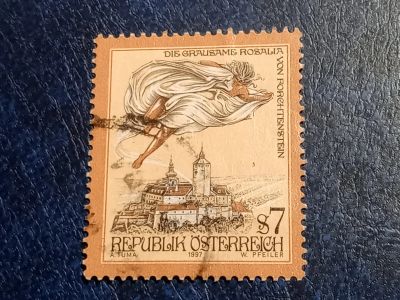 DIE GRAUSAME ROSALIA
VON FORCHTENSTEIN
S7
REPUBLIK ÖSTERREICH
A. TUMA 1997 W. PFEILER